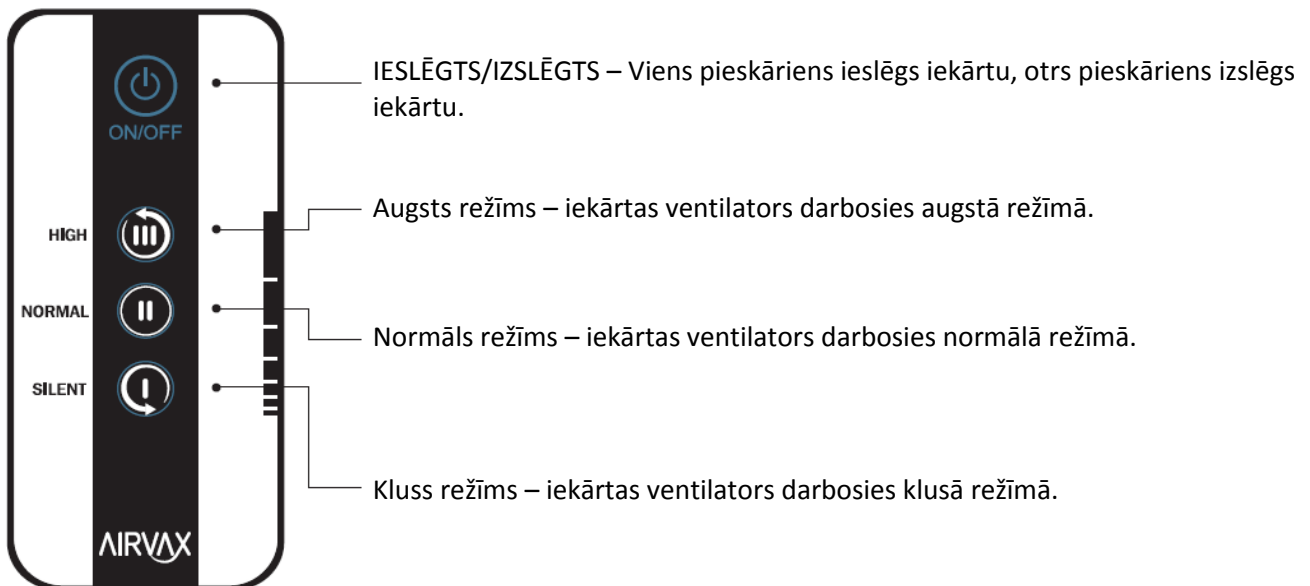 IESLĒGTS/IZSLĒGTS – Viens pieskāriens ieslēgs iekārtu, otrs pieskāriens izslēgs
iekārtu.
ON/OFF
Augsts režīms – iekārtas ventilators darbosies augstā režīmā.
HIGH
NORMAL
Normāls režīms – iekārtas ventilators darbosies normālā režīmā.
SILENT
Kluss režīms – iekārtas ventilators darbosies klusā režīmā.
AIRVAX